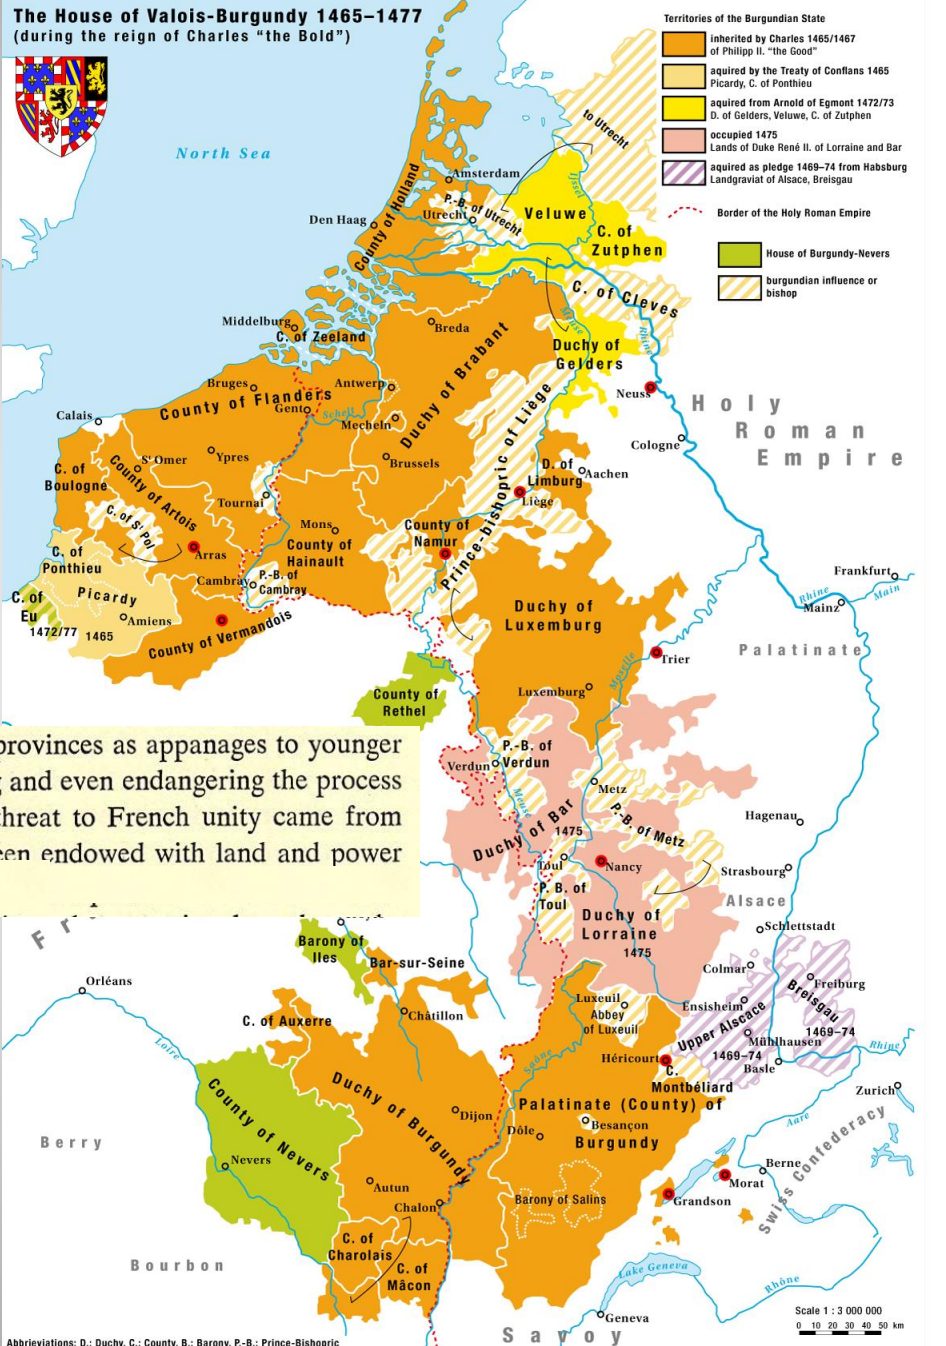 The House of Valois-Burgundy 1465–1477
(during the reign of Charles “the Bold”)
Territories of the Burgundian State
inherited by Charles 1465/1467
of Philipp II. “the Good”
aquired by the Treaty of Conflans 1465
Picardy, C. of Ponthieu
aquired from Arnold of Egmont 1472/73
D. of Gelders, Veluwe, C. of Zutphen
occupied 1475
Lands of Duke René II. of Lorraine and Bar
aquired as pledge 1469–74 from Habsburg
Landgraviat of Alsace, Breisgau
Border of the Holy Roman Empire
House of Burgundy-Nevers
burgundian influence or
bishop
North Sea
to Utrecht
Amsterdam
County of Holland
P.-B. of Utrecht
Utrecht
Den Haag
Ijssel
Veluwe
C. of
Zutphen
C. of Cleves
Meuse
Rhine
Duchy of
Gelders
Neuss
Middelburg
C. of Zeeland
Breda
Duchy of Brabant
Bruges
County of Flanders
Antwerp
Gent
Schell
Mecheln
Calais
Holy
Roman
Empire
Cologne
C. of
Boulogne
St Omer
Ypres
Brussels
County of Artois
Prince-bishopric of Liège
D. of
Limburg
Aachen
Liège
Tournai
C. of St Pol
Mons
County of
Hainault
County of
Namur
Arras
C. of
Ponthieu
Picardy
Cambray
P.-B. of
Cambray
C. of
Eu
1472/77
1465
Amiens
County of Vermandois
Duchy of
Luxemburg
Frankfurt
Main
Rhine
Mainz
Trier
Moselle
Palatinate
Luxemburg
County of
Rethel
provinces as appanages to younger
and even endangering the process
threat to French unity came from
een endowed with land and power
P.-B. of
Verdun
Verdun
Meuse
Metz
P.-B. of Metz
Duchy of Bar
1475
Hagenau
Toul
Nancy
Strasbourg
P. B. of
Toul
Alsace
Duchy of
Lorraine
1475
Schlettstadt
F r
Barony of
Iles
Bar-sur-Seine
Colmar
Freiburg
Breisgau
1469–74
Orléans
Loire
Châtillon
C. of Auxerre
Luxeuil
Abbey
of Luxeuil
Ensisheim
Upper Alscace
1469–74
Mühlhausen
Basle
Rhine
Héricourt
C.
Montbéliard
Saône
Zurich
County of Nevers
Duchy of Burgundy
Palatinate (County) of
Burgundy
Dijon
Dôle
Besançon
Aare
Berry
Nevers
Autun
Chalon
Barony of Salins
Berne
Morat
Grandson
Swiss Confederacy
C. of
Charolais
C. of
Mâcon
Bourbon
Lake Geneva
Geneva
Rhône
Savoy
Scale 1 : 3 000 000
0 10 20 30 40 50 km
Abbrieviations: D.: Duchy, C.: County, B.: Barony, P.-B.: Prince-Bishopric